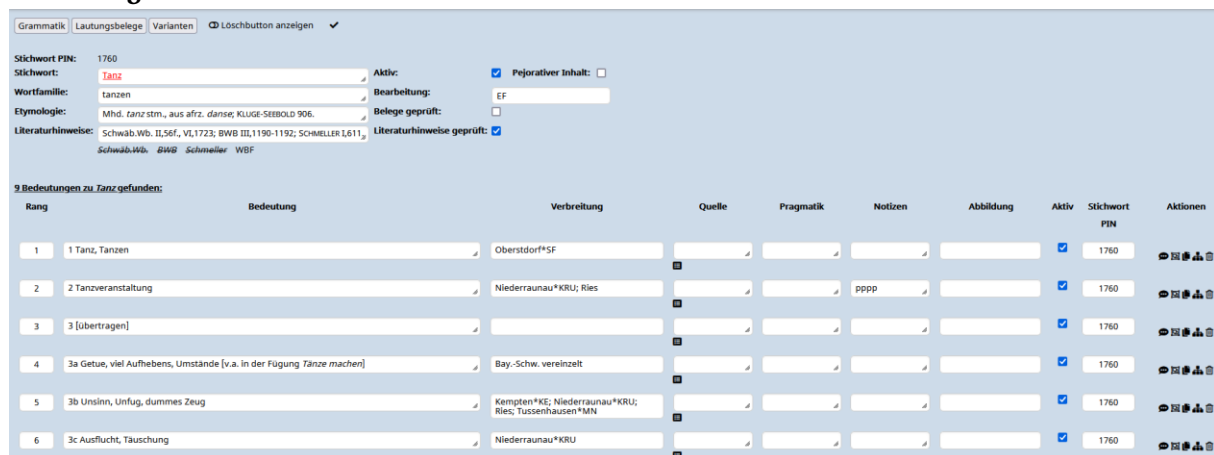 Grammatik Lautungsbelege Varianten Löschbutton anzeigen
Stichwort PIN: 1760
Stichwort: Tanz Aktiv: Pejorativer Inhalt:
Wortfamilie: tanzen Bearbeitung: EF
Etymologie: Mhd. tanz stm., aus afrz. danse; KLUGE-SEEBOLD 906. Belege geprüft:
Literaturhinweise: Schwäb.Wb. II,56f., VI,1723; BWB III,1190-1192; SCHMELLER I,611 Literaturhinweise geprüft:
Schwäb.Wb. BWB Schmeller WBF
9 Bedeutungen zu Tanz gefunden:
Rang Bedeutung Verbreitung Quelle Pragmatik Notizen Abbildung Aktiv Stichwort PIN Aktionen
1 1 Tanz, Tanzen Oberstdorf*SF 1760
2 2 Tanzveranstaltung Niederraunau*KRU; Ries pppp 1760
3 3 [übertragen] 1760
4 3a Getue, viel Aufhebens, Umstände [v.a. in der Fügung Tänze machen] Bay.-Schw. vereinzelt 1760
5 3b Unsinn, Unfug, dummes Zeug Kempten*KE; Niederraunau*KRU; 1760
Ries; Tussenhausen*MN
6 3c Ausflucht, Täuschung Niederraunau*KRU 1760